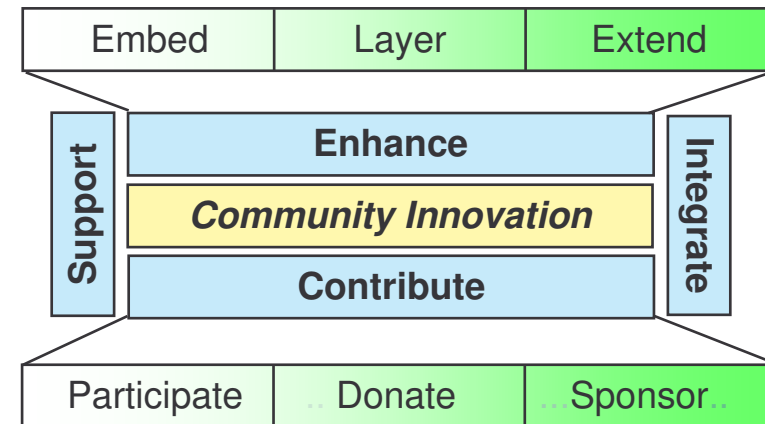 Embed Layer Extend
Enhance
Support
Community Innovation
Integrate
Contribute
Participate .. Donate ...Sponsor..